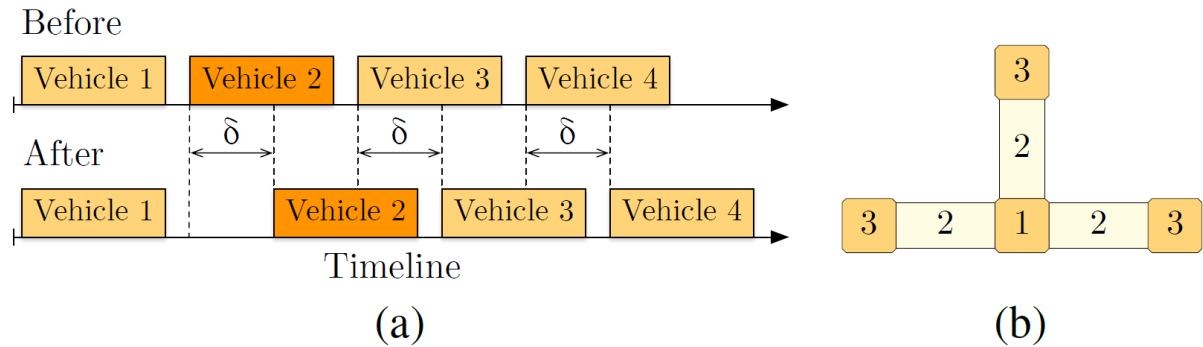 Before
Vehicle 1 Vehicle 2 Vehicle 3 Vehicle 4
δ δ δ
After
Vehicle 1 Vehicle 2 Vehicle 3 Vehicle 4
Timeline
(a)
3
2
3 2 1 2 3
(b)